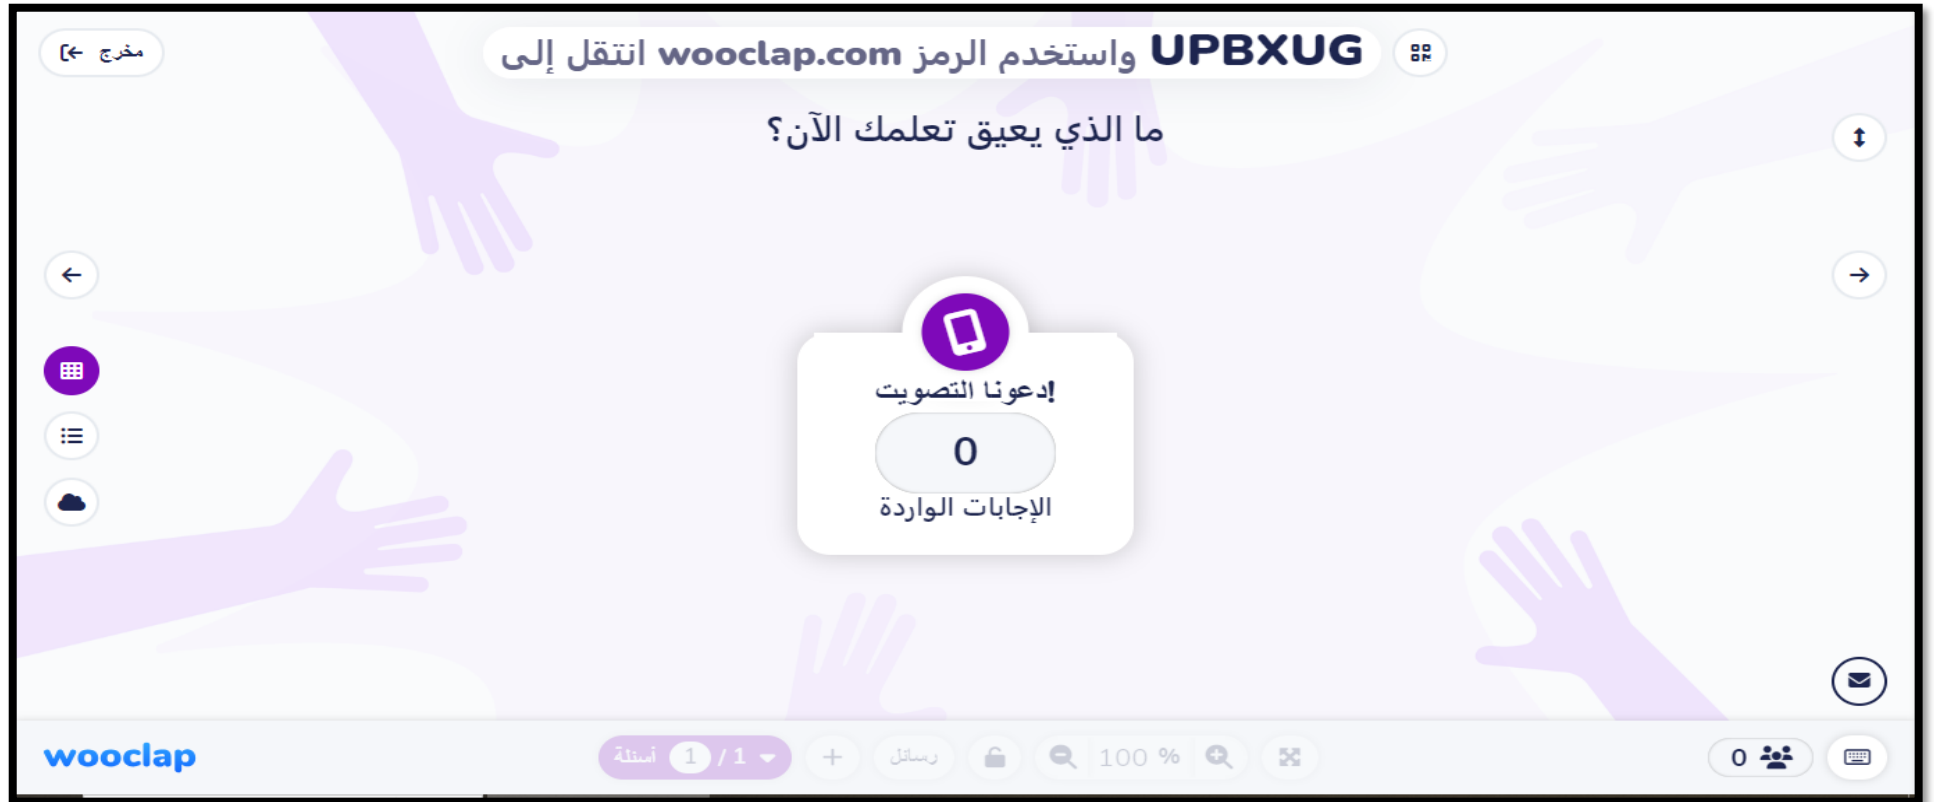 مخرج
انتقل إلى wooclap.com واستخدم الرمز UPBXUG
ما الذي يعيق تعلمك الآن؟
دعونا التصويت!
0
الإجابات الواردة
wooclap
أسئلة 1 / 1
+
رسائل
100 %
0